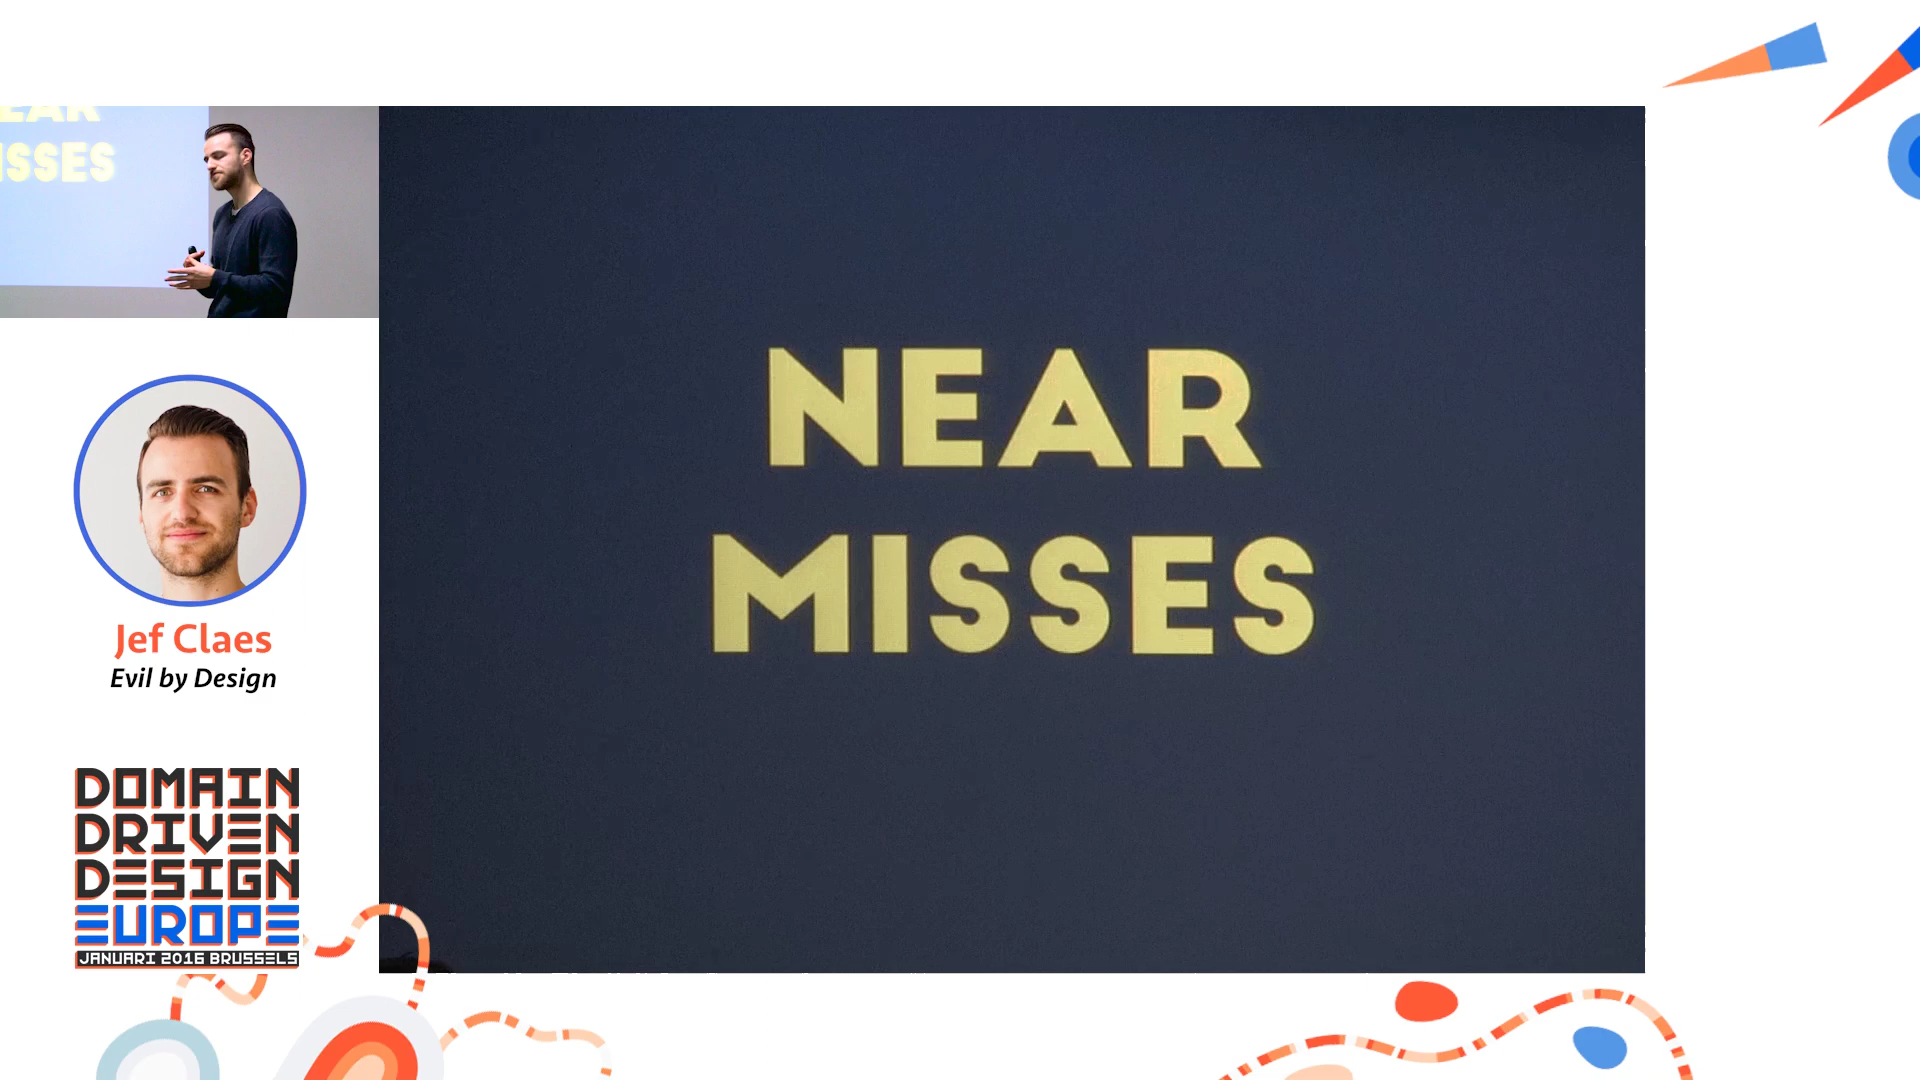 EAR
ISSES
NEAR
MISSES
Jef Claes
Evil by Design
DOMAIN
DRIVEN
DESIGN
EUROPE
JANUARI 2016 BRUSSELS